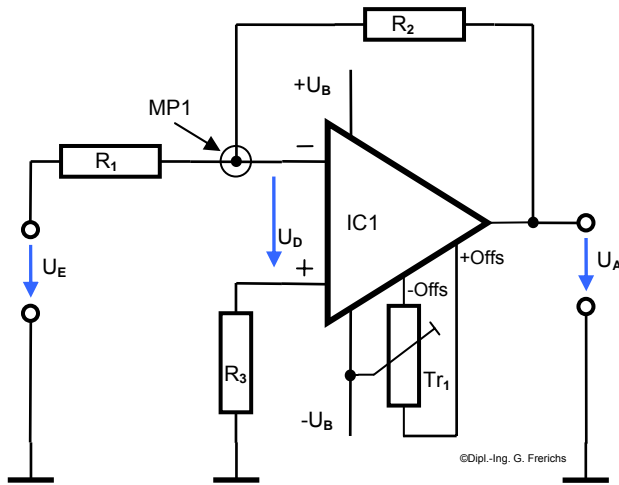 R2
+UB
MP1
R1
−
IC1
UD
UE
+
+Offs
UA
-Offs
R3
Tr1
-UB
©Dipl.-Ing. G. Frerichs